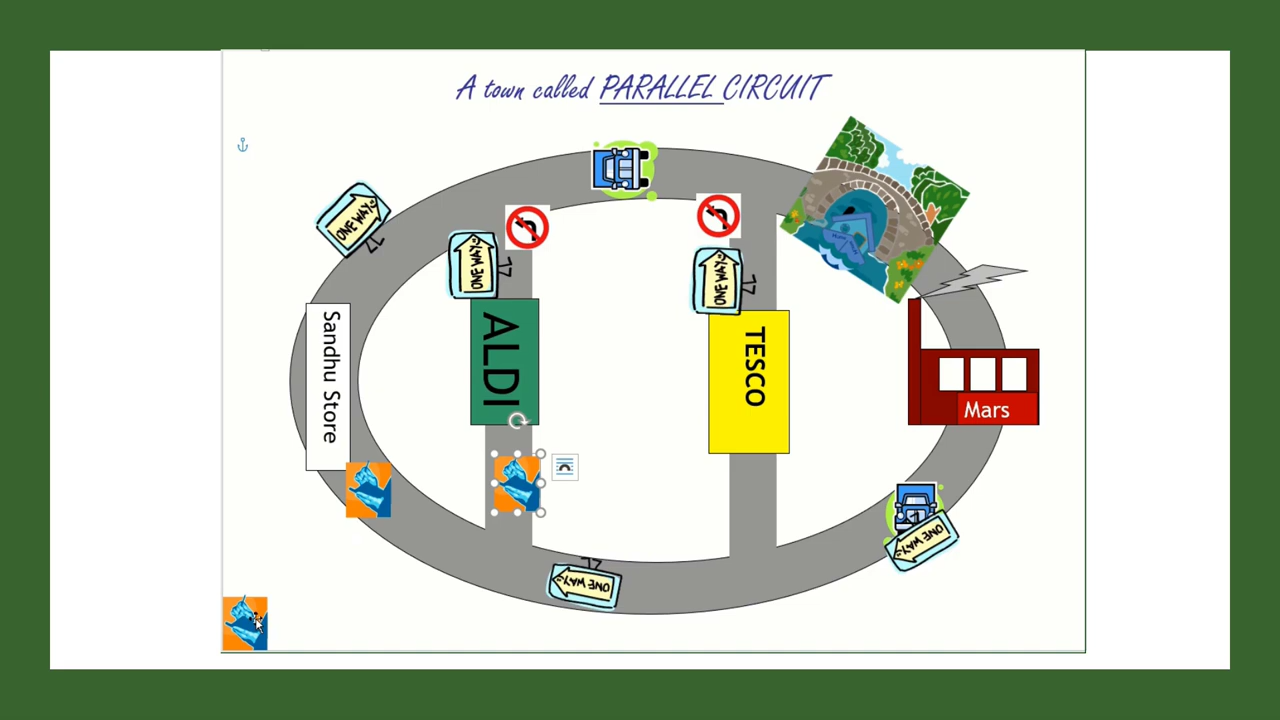 A town called PARALLEL CIRCUIT
ONE WAY
ONE WAY
ONE WAY
Sandhu Store
ALDI
TESCO
Mars
ONE WAY
ONE WAY